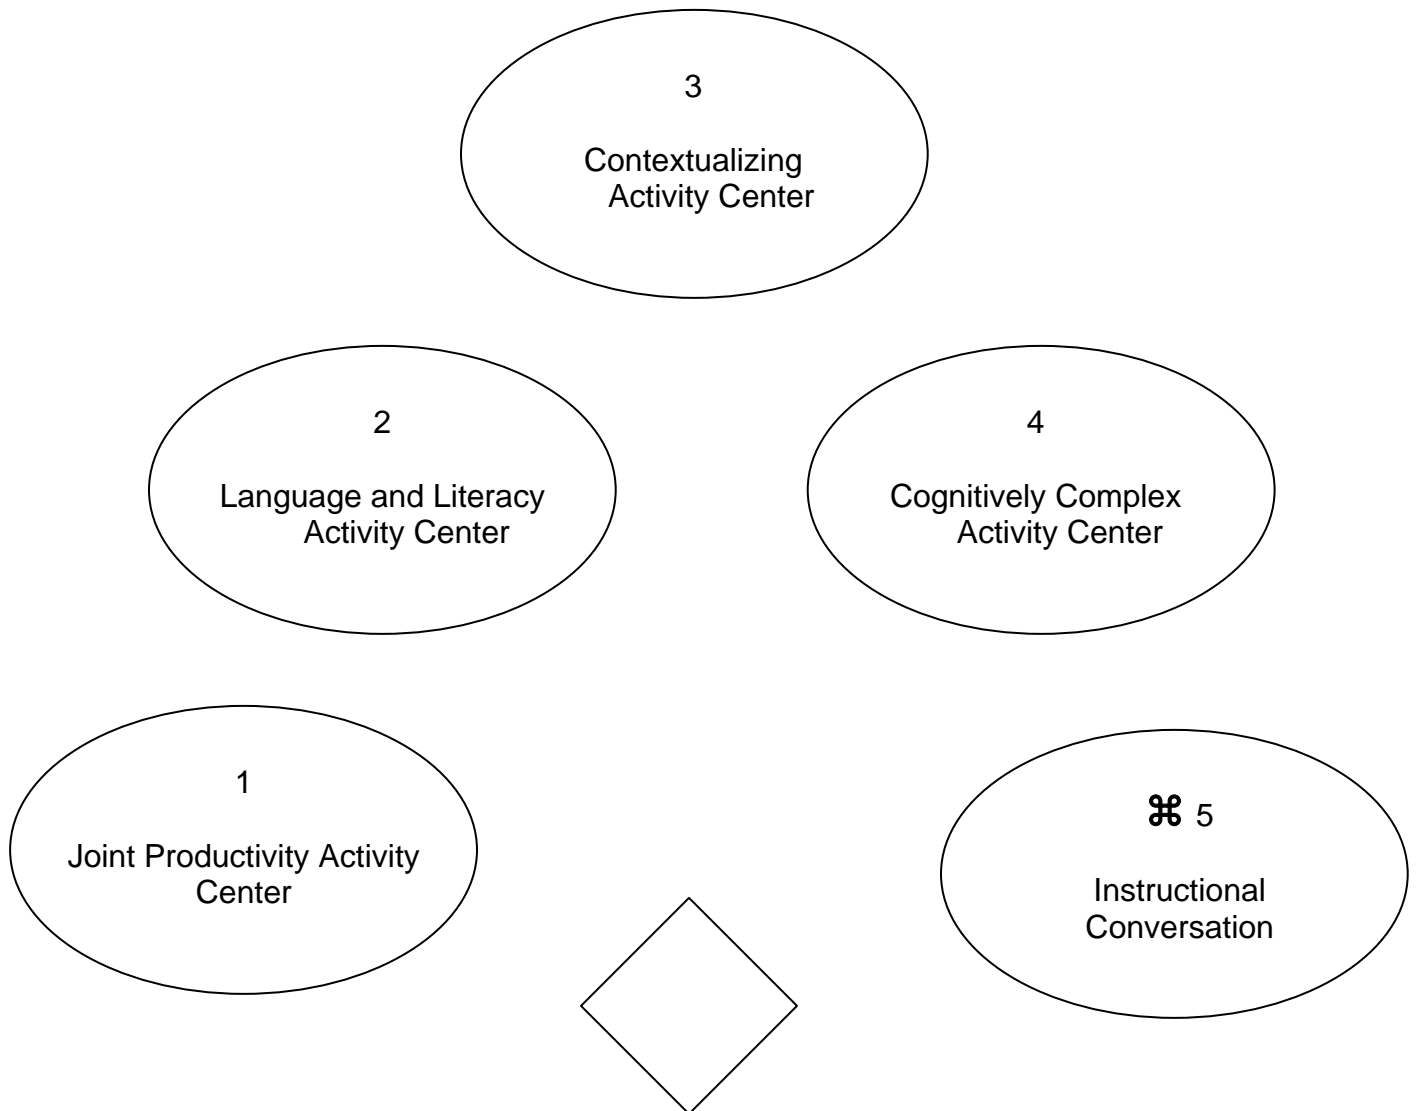 3
Contextualizing
Activity Center
2
Language and Literacy
Activity Center
4
Cognitively Complex
Activity Center
1
Joint Productivity Activity
Center
⌘ 5
Instructional
Conversation